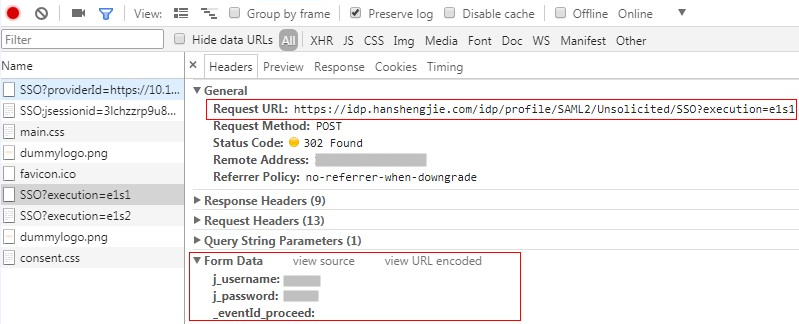 View:
Group by frame
Preserve log
Disable cache
Offline
Online
Filter
Hide data URLs
All
XHR JS CSS Img Media Font Doc WS Manifest Other
Name
SSO?providerId=https://10.1...
SSO;jsessionid=3lchzzrp9u8...
main.css
dummylogo.png
favicon.ico
SSO?execution=e1s1
SSO?execution=e1s2
dummylogo.png
consent.css
× Headers Preview Response Cookies Timing
▼ General
Request URL: https://idp.hanshengjie.com/idp/profile/SAML2/Unsolicited/SSO?execution=e1s1
Request Method: POST
Status Code: 302 Found
Remote Address:
Referrer Policy: no-referrer-when-downgrade
► Response Headers (9)
► Request Headers (13)
► Query String Parameters (1)
▼ Form Data view source view URL encoded
j_username:
j_password:
_eventId_proceed: